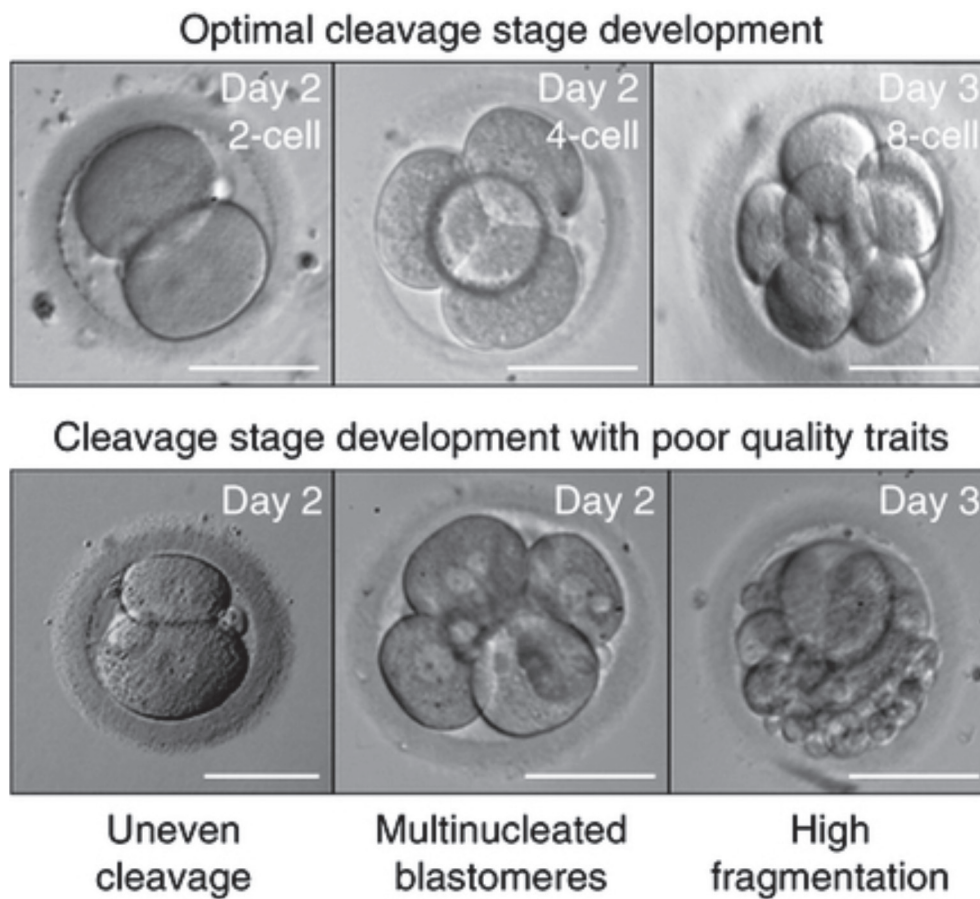 Optimal cleavage stage development
Day 2
2-cell
Day 2
4-cell
Day 3
8-cell
Cleavage stage development with poor quality traits
Day 2
Day 2
Day 3
Uneven
cleavage
Multinucleated
blastomeres
High
fragmentation